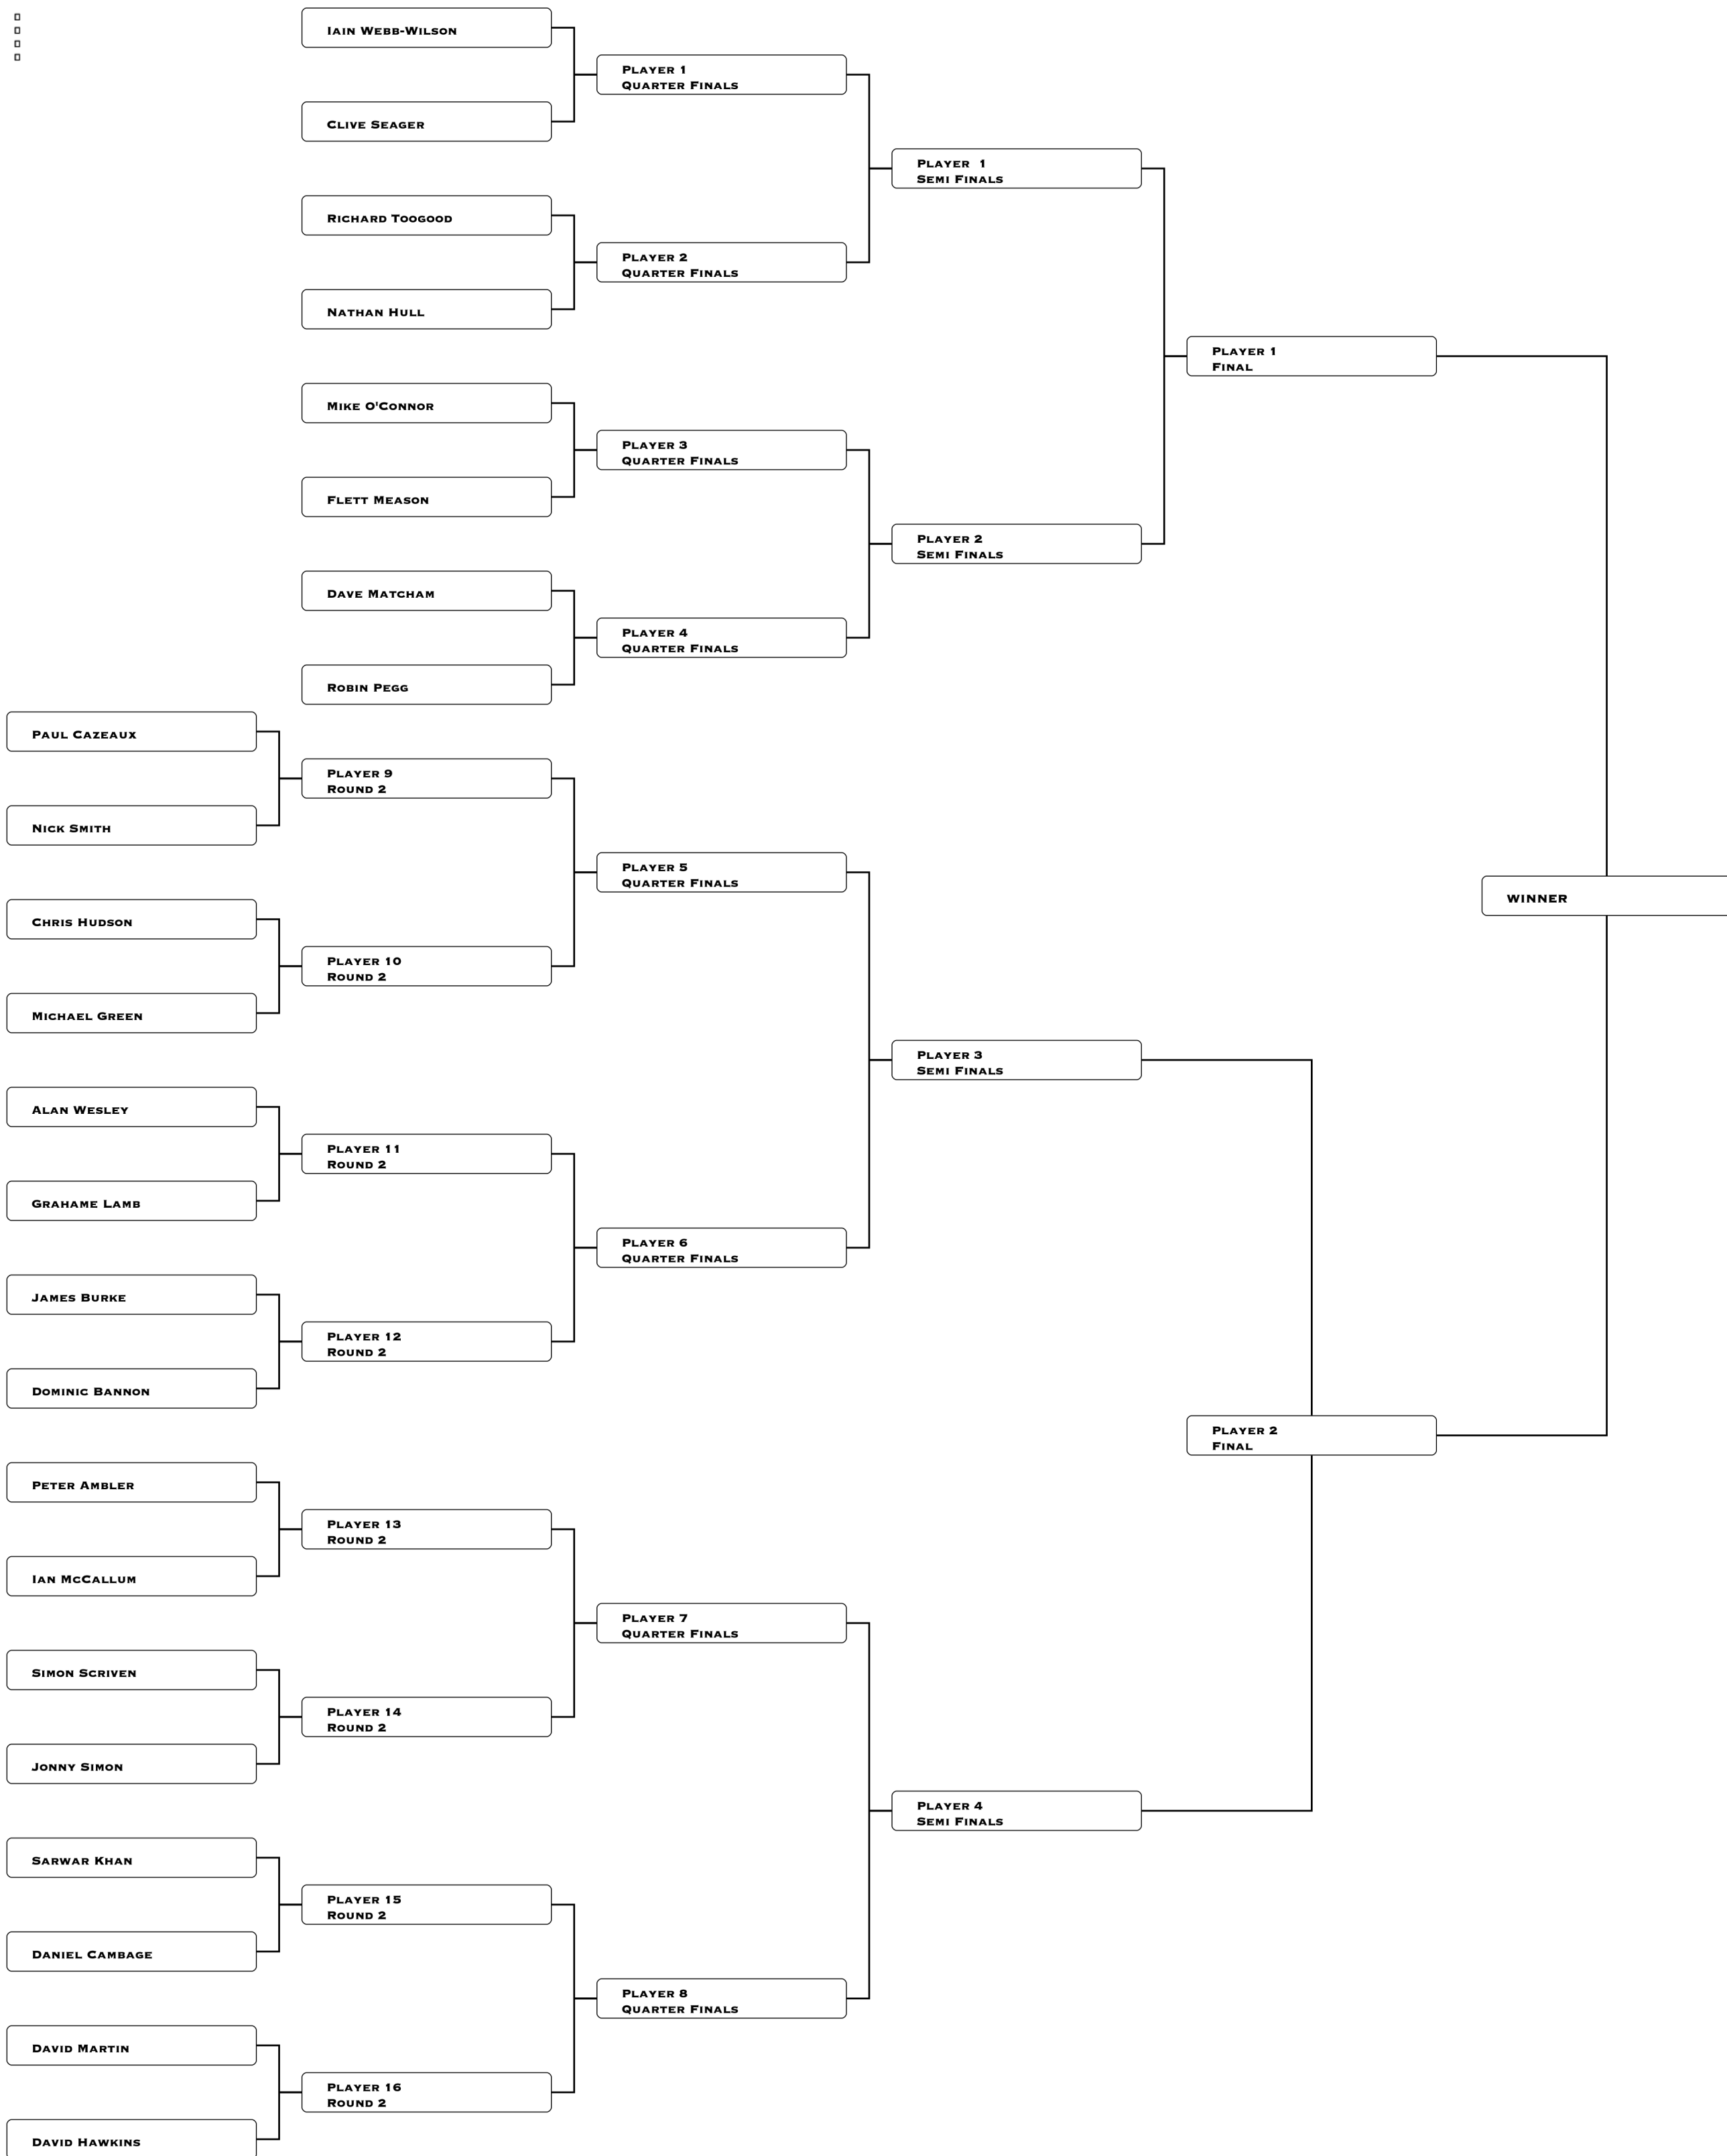 Iain Webb-Wilson
Player 1
Quarter Finals
Clive Seager
Player 1
Semi Finals
Richard Toogood
Player 2
Quarter Finals
Nathan Hull
Player 1
Final
Mike O'Connor
Player 3
Quarter Finals
Flett Meason
Player 2
Semi Finals
Dave Matcham
Player 4
Quarter Finals
Robin Pegg
Paul Cazeaux
Player 9
Round 2
Nick Smith
Player 5
Quarter Finals
WINNER
Chris Hudson
Player 10
Round 2
Michael Green
Player 3
Semi Finals
Alan Wesley
Player 11
Round 2
Grahame Lamb
Player 6
Quarter Finals
James Burke
Player 12
Round 2
Dominic Bannon
Player 2
Final
Peter Ambler
Player 13
Round 2
Ian McCallum
Player 7
Quarter Finals
Simon Scriven
Player 14
Round 2
Jonny Simon
Player 4
Semi Finals
Sarwar Khan
Player 15
Round 2
Daniel Cambage
Player 8
Quarter Finals
David Martin
Player 16
Round 2
David Hawkins